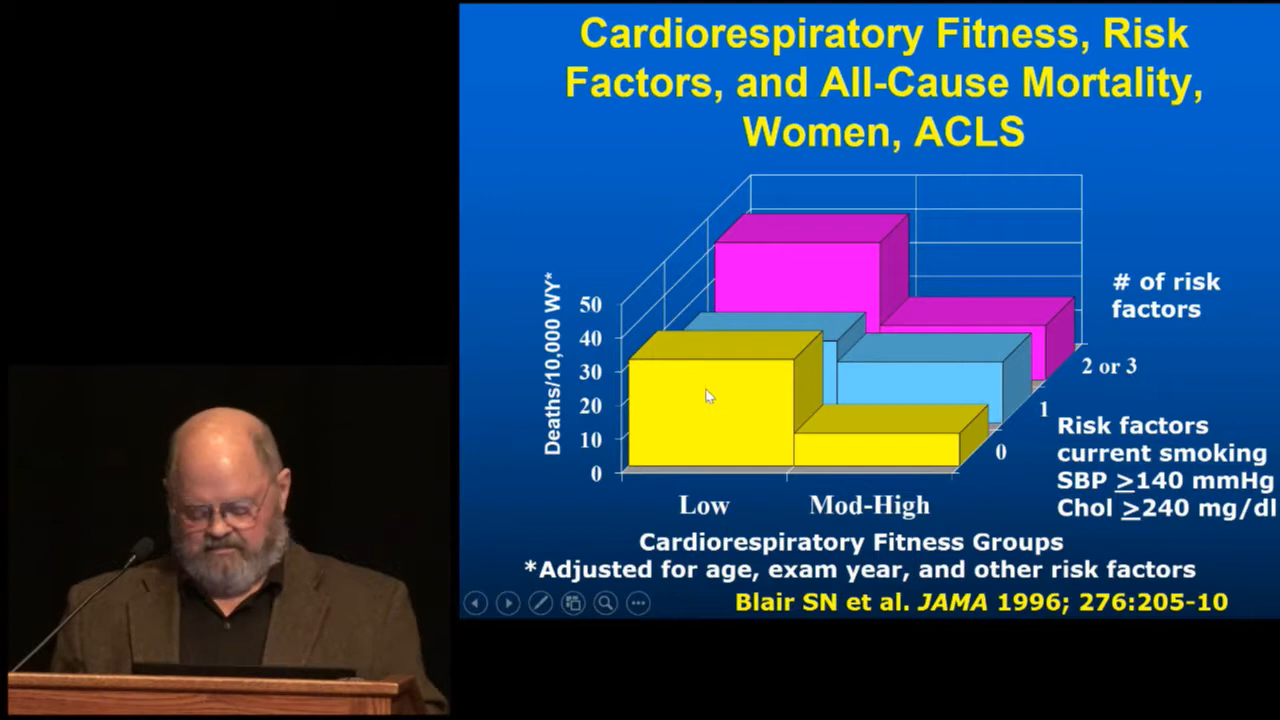 Cardiorespiratory Fitness, Risk
Factors, and All-Cause Mortality,
Women, ACLS
Deaths/10,000 WY*
50
40
30
20
10
0
# of risk
factors
2 or 3
1
0
Risk factors
current smoking
SBP ≥140 mmHg
Chol ≥240 mg/dl
Low
Mod-High
Cardiorespiratory Fitness Groups
*Adjusted for age, exam year, and other risk factors
Blair SN et al. JAMA 1996; 276:205-10